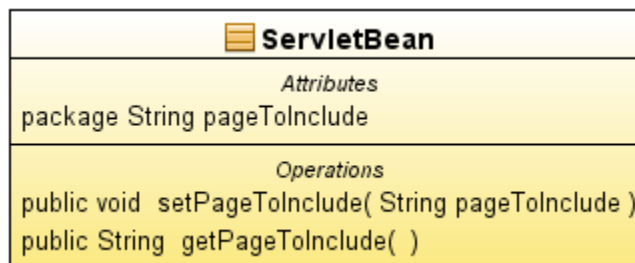 ServletBean
Attributes
package String pageToInclude
Operations
public void setPageToInclude( String pageToInclude )
public String getPageToInclude( )